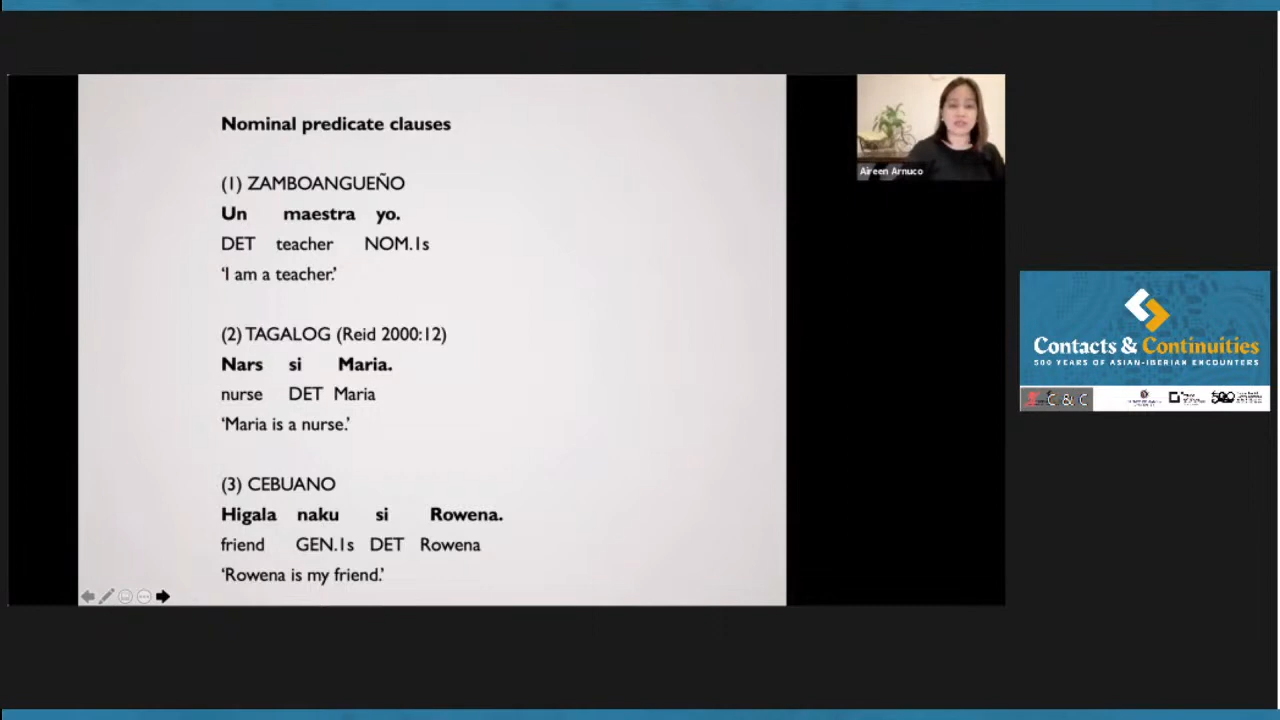 Nominal predicate clauses
(1) ZAMBOANGUEÑO
Un maestra yo.
DET teacher NOM.1s
‘I am a teacher.’
(2) TAGALOG (Reid 2000:12)
Nars si Maria.
nurse DET Maria
‘Maria is a nurse.’
(3) CEBUANO
Higala naku si Rowena.
friend GEN.1s DET Rowena
‘Rowena is my friend.’
Aireen Arnuco
Contacts & Continuities
500 YEARS OF ASIAN-IBERIAN ENCOUNTERS
C & C